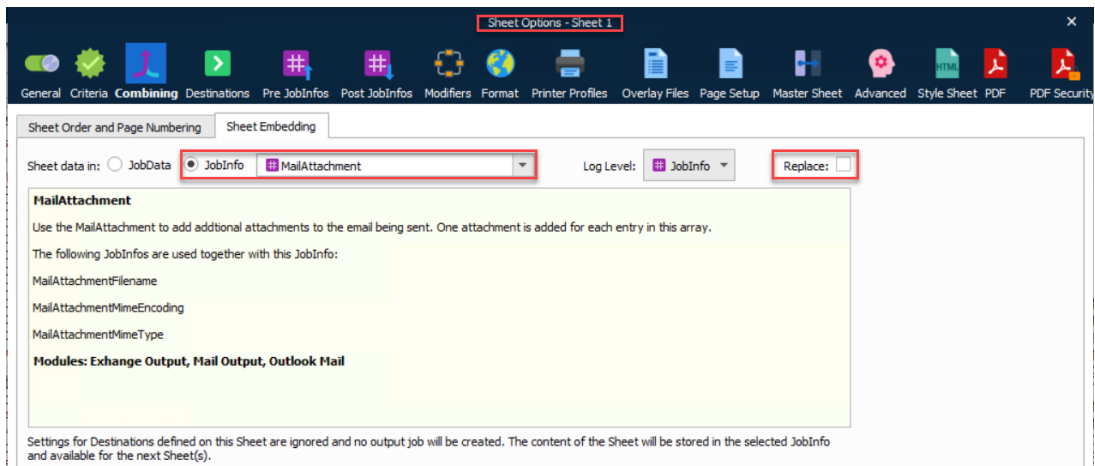 Sheet Options - Sheet 1
General Criteria Combining Destinations Pre JobInfos Post JobInfos Modifiers Format Printer Profiles Overlay Files Page Setup Master Sheet Advanced Style Sheet PDF PDF Security
HTML
Sheet Order and Page Numbering Sheet Embedding
Sheet data in: JobData JobInfo MailAttachment Log Level: JobInfo Replace:
MailAttachment
Use the MailAttachment to add addtional attachments to the email being sent. One attachment is added for each entry in this array.
The following JobInfos are used together with this JobInfo:
MailAttachmentFilename
MailAttachmentMimeEncoding
MailAttachmentMimeType
Modules: Exhange Output, Mail Output, Outlook Mail
Settings for Destinations defined on this Sheet are ignored and no output job will be created. The content of the Sheet will be stored in the selected JobInfo
and available for the next Sheet(s).